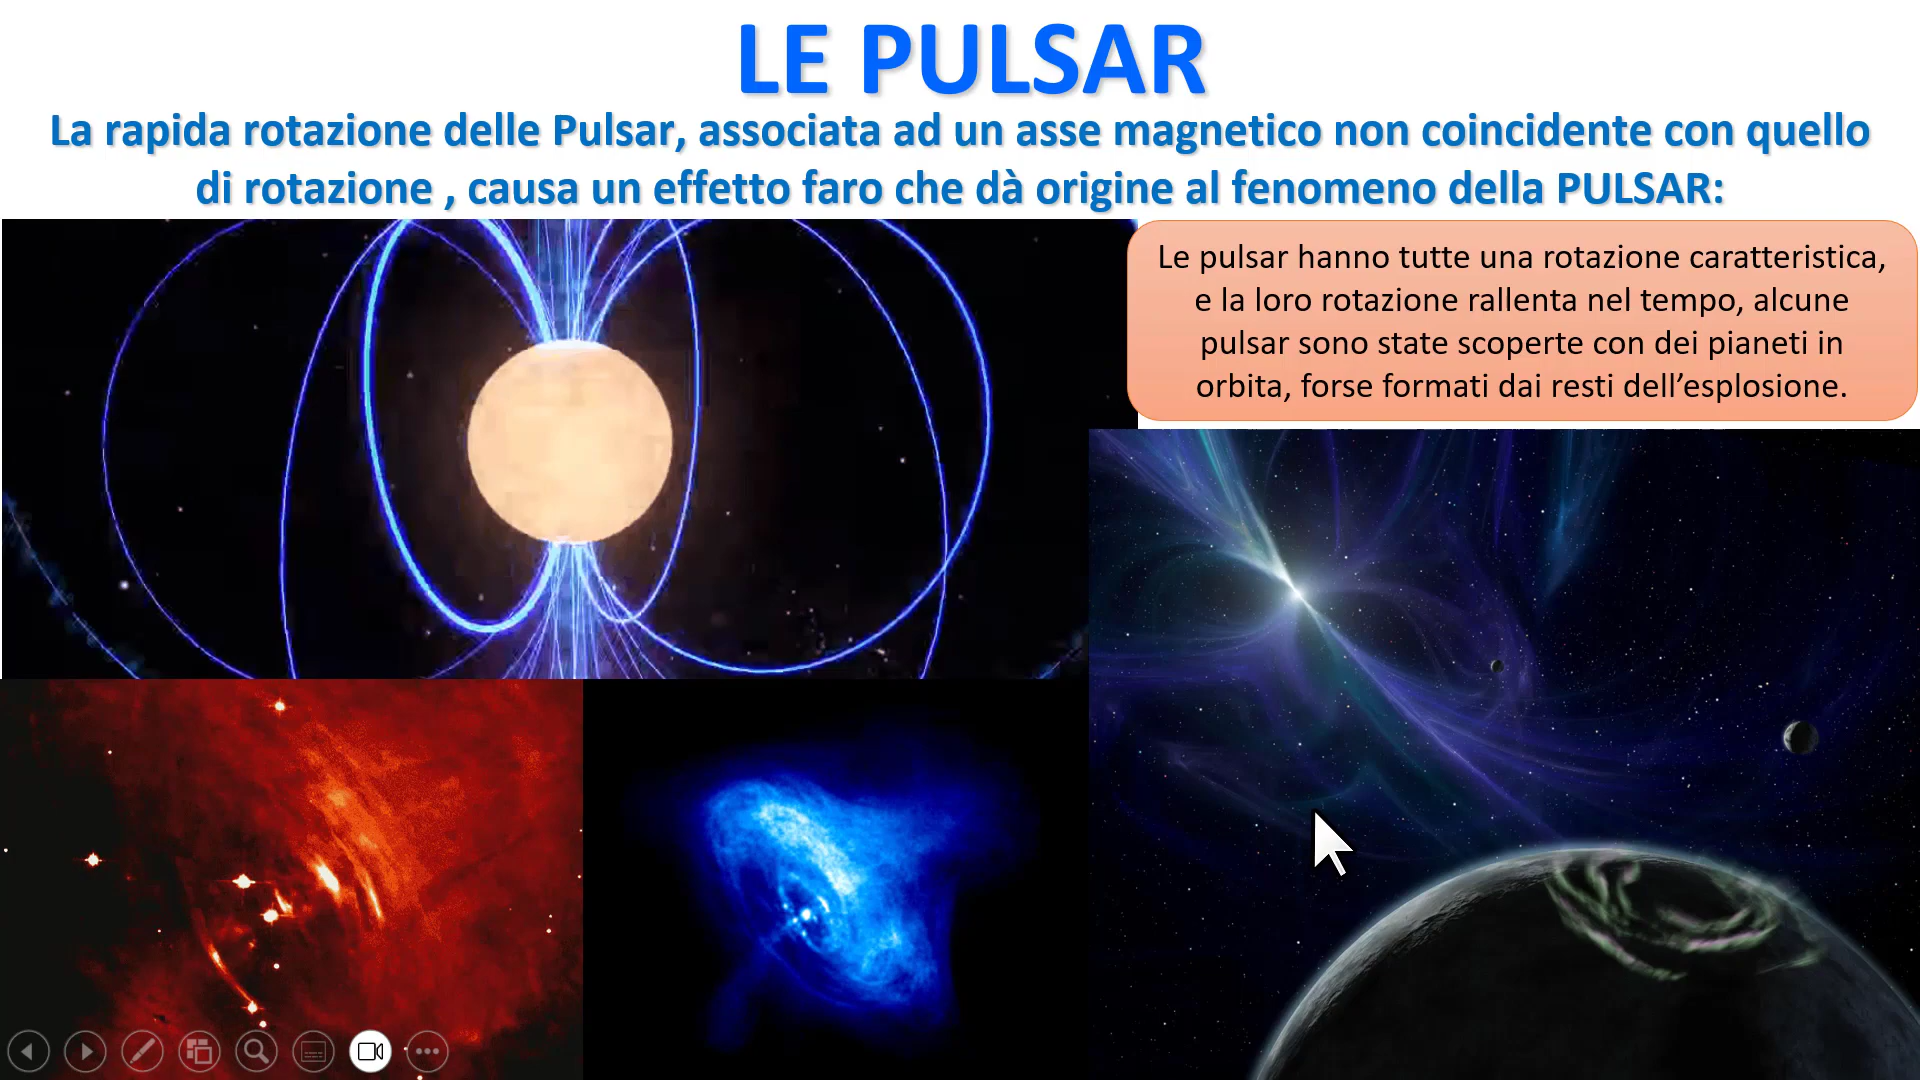 LE PULSAR
La rapida rotazione delle Pulsar, associata ad un asse magnetico non coincidente con quello
di rotazione , causa un effetto faro che dà origine al fenomeno della PULSAR:
Le pulsar hanno tutte una rotazione caratteristica,
e la loro rotazione rallenta nel tempo, alcune
pulsar sono state scoperte con dei pianeti in
orbita, forse formati dai resti dell’esplosione.